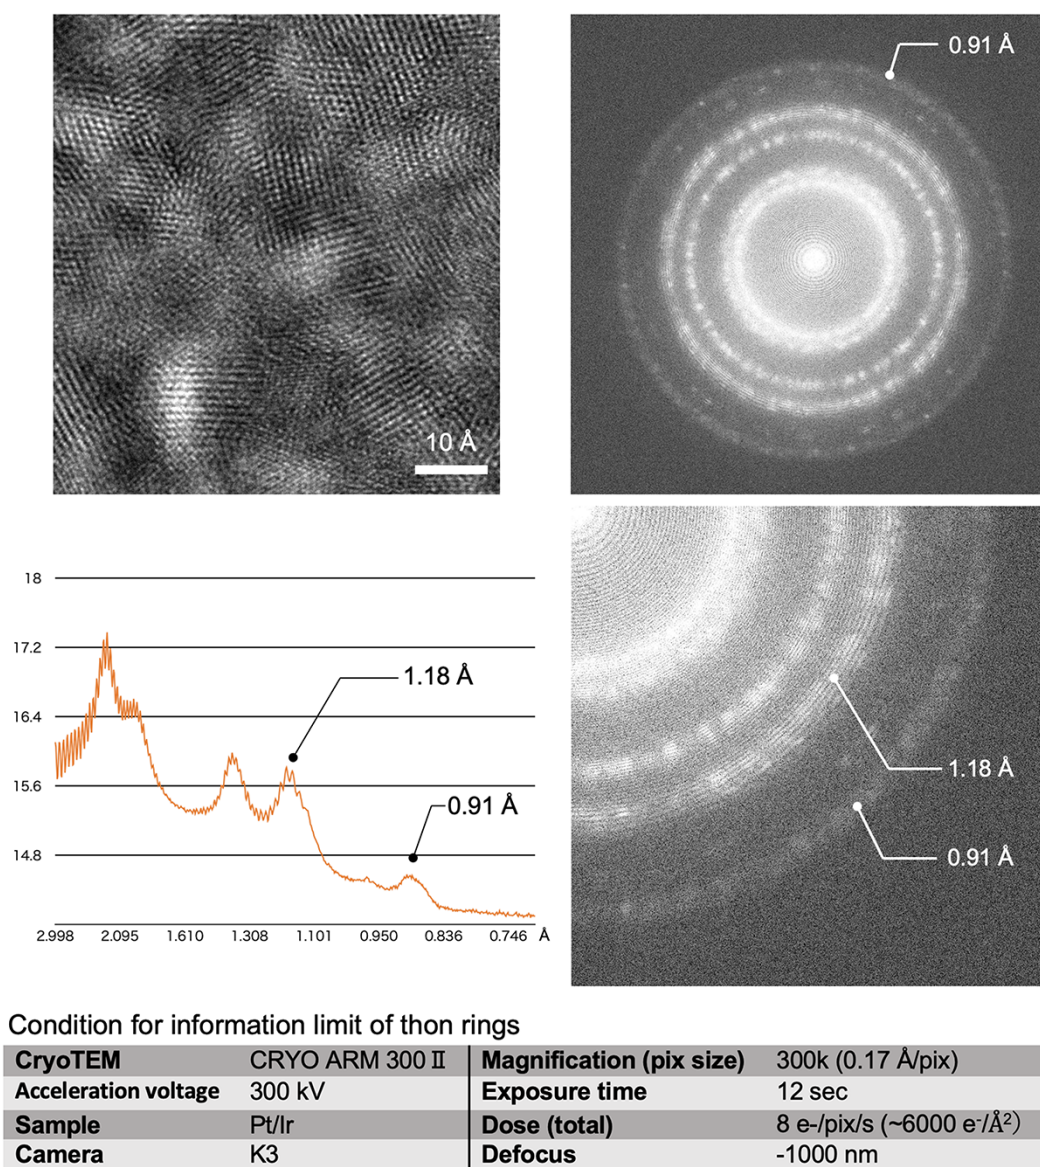 0.91 Å
10 Å
18
17.2
16.4
15.6
14.8
1.18 Å
0.91 Å
2.998 2.095 1.610 1.308 1.101 0.950 0.836 0.746 Å
1.18 Å
0.91 Å
Condition for information limit of thon rings
CryoTEM CRYO ARM 300 Ⅱ Magnification (pix size) 300k (0.17 Å/pix)
Acceleration voltage 300 kV Exposure time 12 sec
Sample Pt/Ir Dose (total) 8 e-/pix/s (~6000 e⁻/Å²)
Camera K3 Defocus -1000 nm